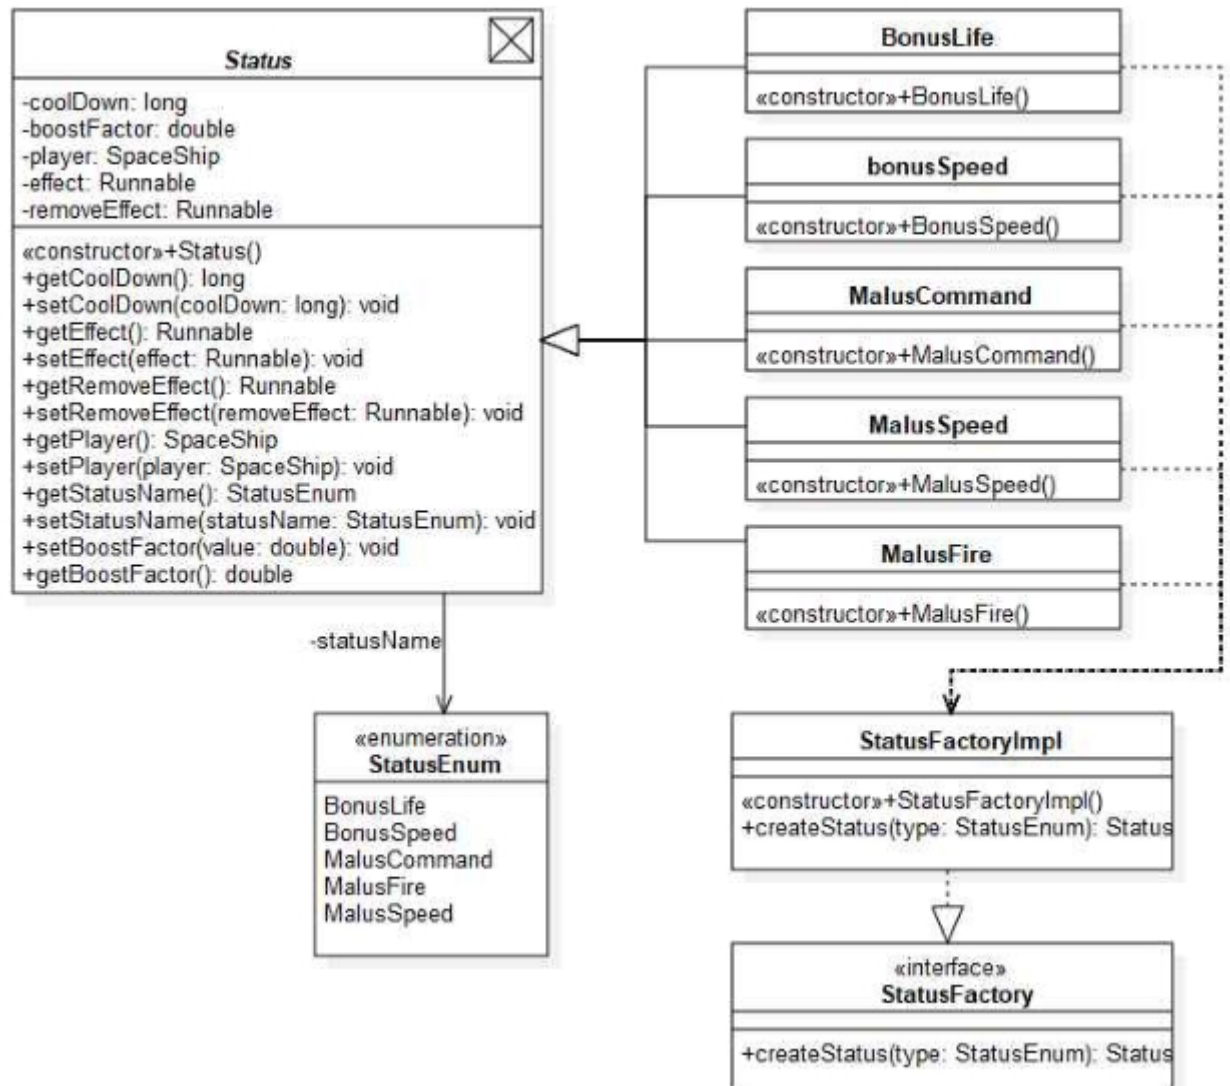 Status
-coolDown: long
-boostFactor: double
-player: SpaceShip
-effect: Runnable
-removeEffect: Runnable
«constructor»+Status()
+getCoolDown(): long
+setCoolDown(coolDown: long): void
+getEffect(): Runnable
+setEffect(effect: Runnable): void
+getRemoveEffect(): Runnable
+setRemoveEffect(removeEffect: Runnable): void
+getPlayer(): SpaceShip
+setPlayer(player: SpaceShip): void
+getStatusName(): StatusEnum
+setStatusName(statusName: StatusEnum): void
+setBoostFactor(value: double): void
+getBoostFactor(): double
-statusName
«enumeration»
StatusEnum
BonusLife
BonusSpeed
MalusCommand
MalusFire
MalusSpeed
BonusLife
«constructor»+BonusLife()
bonusSpeed
«constructor»+BonusSpeed()
MalusCommand
«constructor»+MalusCommand()
MalusSpeed
«constructor»+MalusSpeed()
MalusFire
«constructor»+MalusFire()
StatusFactoryImpl
«constructor»+StatusFactoryImpl()
+createStatus(type: StatusEnum): Status
«interface»
StatusFactory
+createStatus(type: StatusEnum): Status